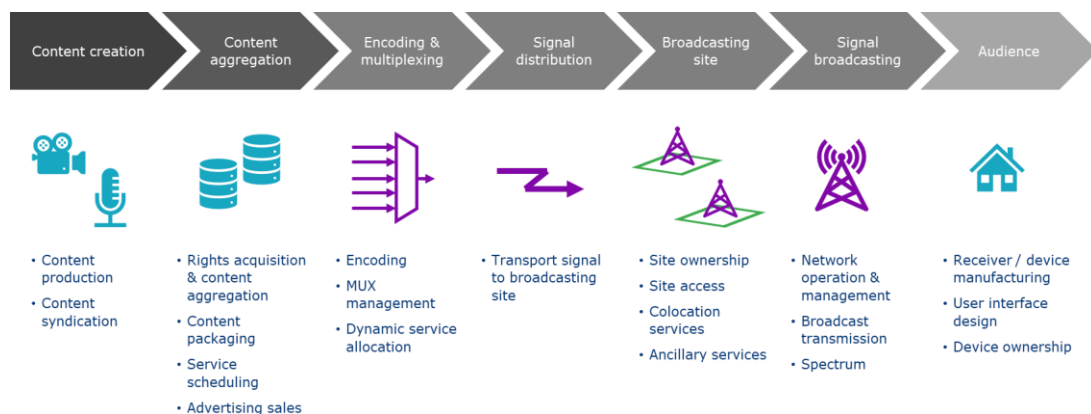 Content creation
Content
aggregation
Encoding &
multiplexing
Signal
distribution
Broadcasting
site
Signal
broadcasting
Audience
• Content
production
• Content
syndication
• Rights acquisition
& content
aggregation
• Content
packaging
• Service
scheduling
• Advertising sales
• Encoding
• MUX
management
• Dynamic service
allocation
• Transport signal
to broadcasting
site
• Site ownership
• Site access
• Colocation
services
• Ancillary services
• Network
operation &
management
• Broadcast
transmission
• Spectrum
• Receiver / device
manufacturing
• User interface
design
• Device ownership